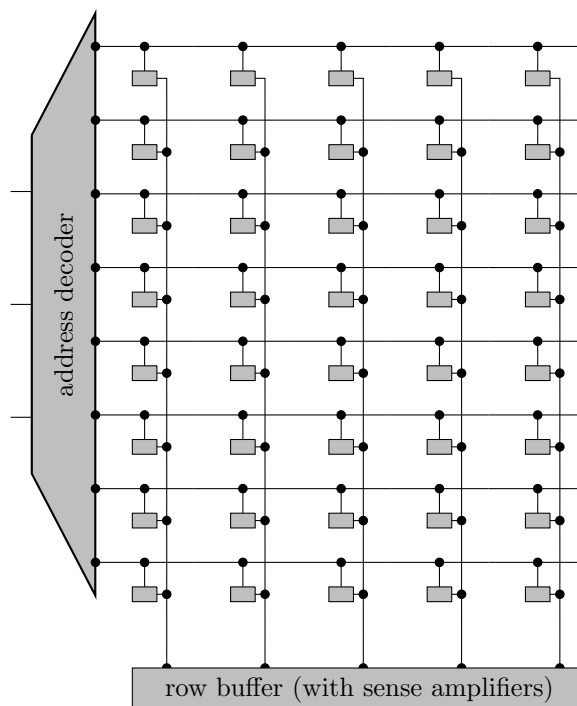 address decoder
row buffer (with sense amplifiers)